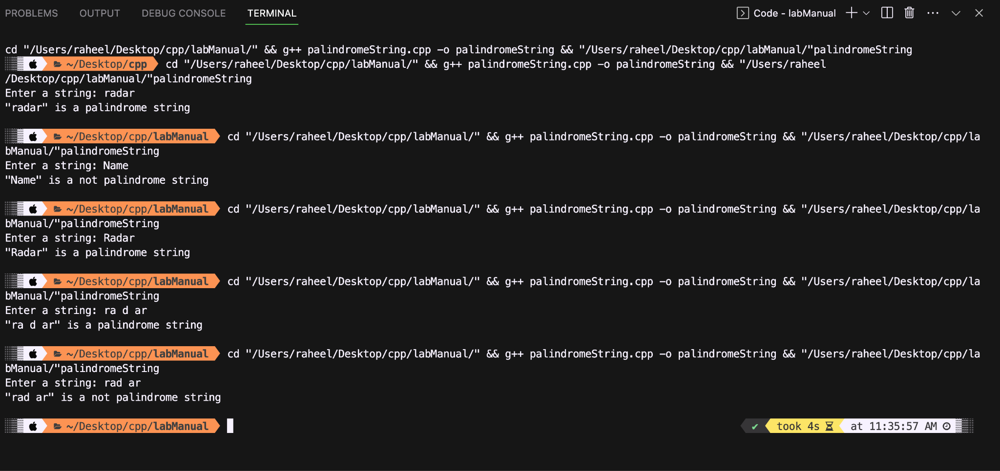 PROBLEMS OUTPUT DEBUG CONSOLE TERMINAL Code - labManual
cd "/Users/raheel/Desktop/cpp/labManual/" && g++ palindromeString.cpp -o palindromeString && "/Users/raheel/Desktop/cpp/labManual/"palindromeString
~/Desktop/cpp cd "/Users/raheel/Desktop/cpp/labManual/" && g++ palindromeString.cpp -o palindromeString && "/Users/raheel
/Desktop/cpp/labManual/"palindromeString
Enter a string: radar
"radar" is a palindrome string
~/Desktop/cpp/labManual cd "/Users/raheel/Desktop/cpp/labManual/" && g++ palindromeString.cpp -o palindromeString && "/Users/raheel/Desktop/cpp/la
bManual/"palindromeString
Enter a string: Name
"Name" is a not palindrome string
~/Desktop/cpp/labManual cd "/Users/raheel/Desktop/cpp/labManual/" && g++ palindromeString.cpp -o palindromeString && "/Users/raheel/Desktop/cpp/la
bManual/"palindromeString
Enter a string: Radar
"Radar" is a palindrome string
~/Desktop/cpp/labManual cd "/Users/raheel/Desktop/cpp/labManual/" && g++ palindromeString.cpp -o palindromeString && "/Users/raheel/Desktop/cpp/la
bManual/"palindromeString
Enter a string: ra d ar
"ra d ar" is a palindrome string
~/Desktop/cpp/labManual cd "/Users/raheel/Desktop/cpp/labManual/" && g++ palindromeString.cpp -o palindromeString && "/Users/raheel/Desktop/cpp/la
bManual/"palindromeString
Enter a string: rad ar
"rad ar" is a not palindrome string
~/Desktop/cpp/labManual ✔ took 4s at 11:35:57 AM